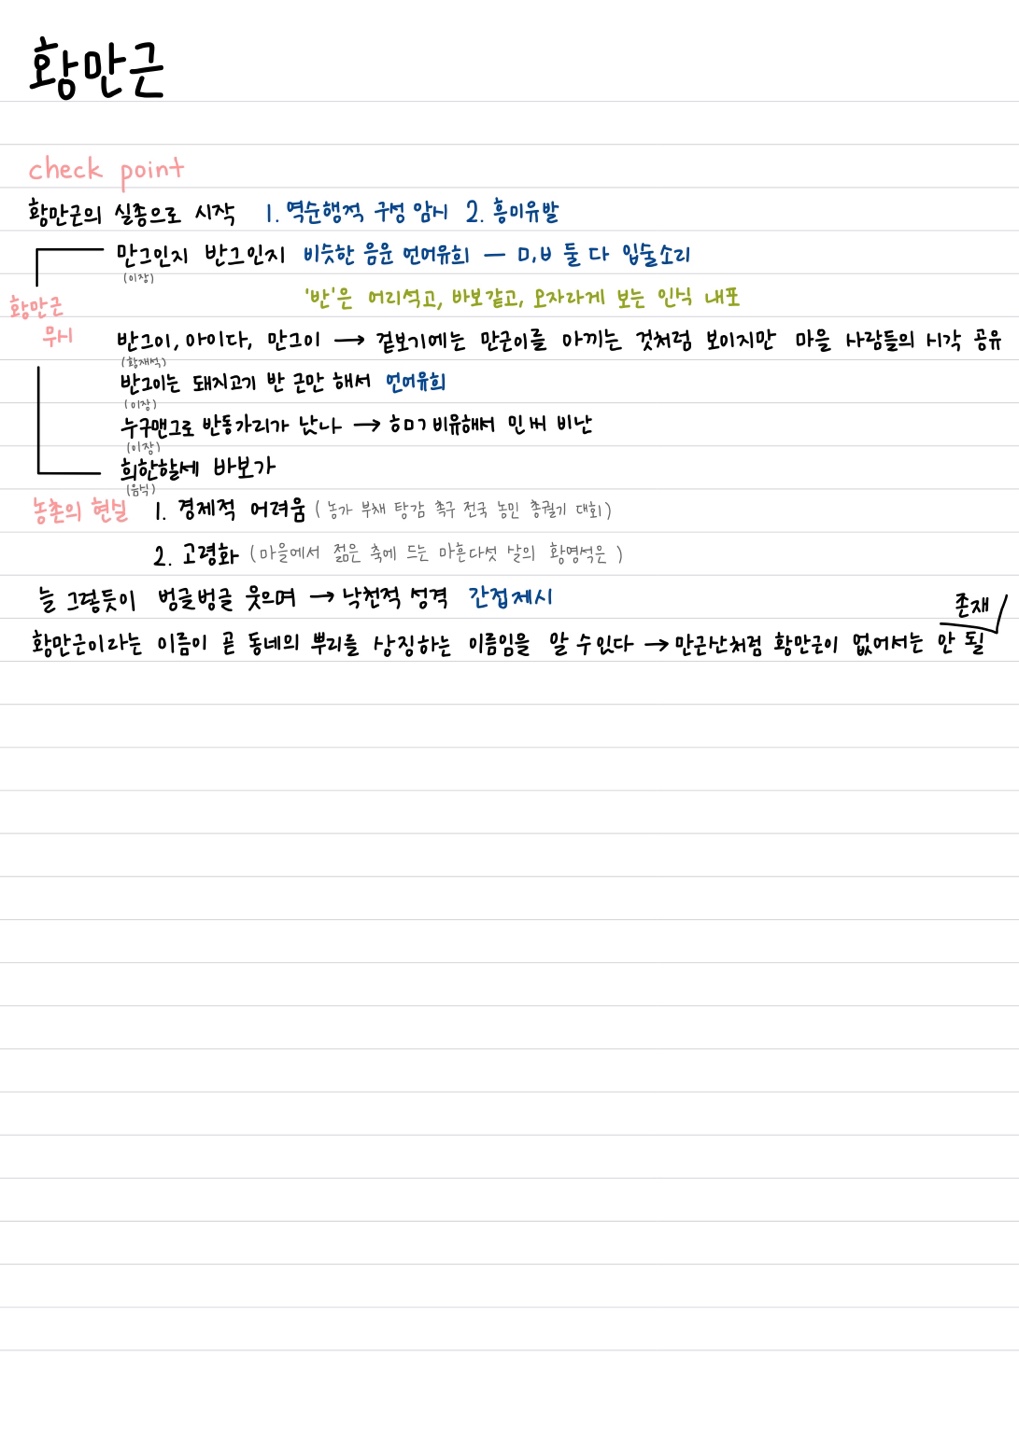 황만근
check point
황만근의 실종으로 시작 1. 역순행적 구성 암시 2. 흥미유발
만그인지 반그인지 비슷한 음운 언어유희 — ㅁ,ㅂ 둘 다 입술소리
(이장)
'반'은 어리석고, 바보같고, 모자라게 보는 인식 내포
황만근
무시
반그이, 아이다, 만그이 → 겉보기에는 만근이를 아끼는 것처럼 보이지만 마을 사람들의 시각 공유
(황재석)
반그이는 돼지고기 반 근만 해서 언어유희
(이장)
누구맨그로 반동가리가 났나 → 비유해서 민씨 비난
(이장)
희한할세 바보가
(음식)
농촌의 현실 1. 경제적 어려움 (농가 부채 탕감 촉구 전국 농민 총궐기 대회)
2. 고령화 (마을에서 젊은 축에 드는 마흔다섯 살의 황영석은)
늘 그렇듯이 벙글벙글 웃으며 → 낙천적 성격 간접제시
황만근이라는 이름이 곧 동네의 뿌리를 상징하는 이름임을 알 수 있다 → 만근산처럼 황만근이 없어서는 안 될
존재